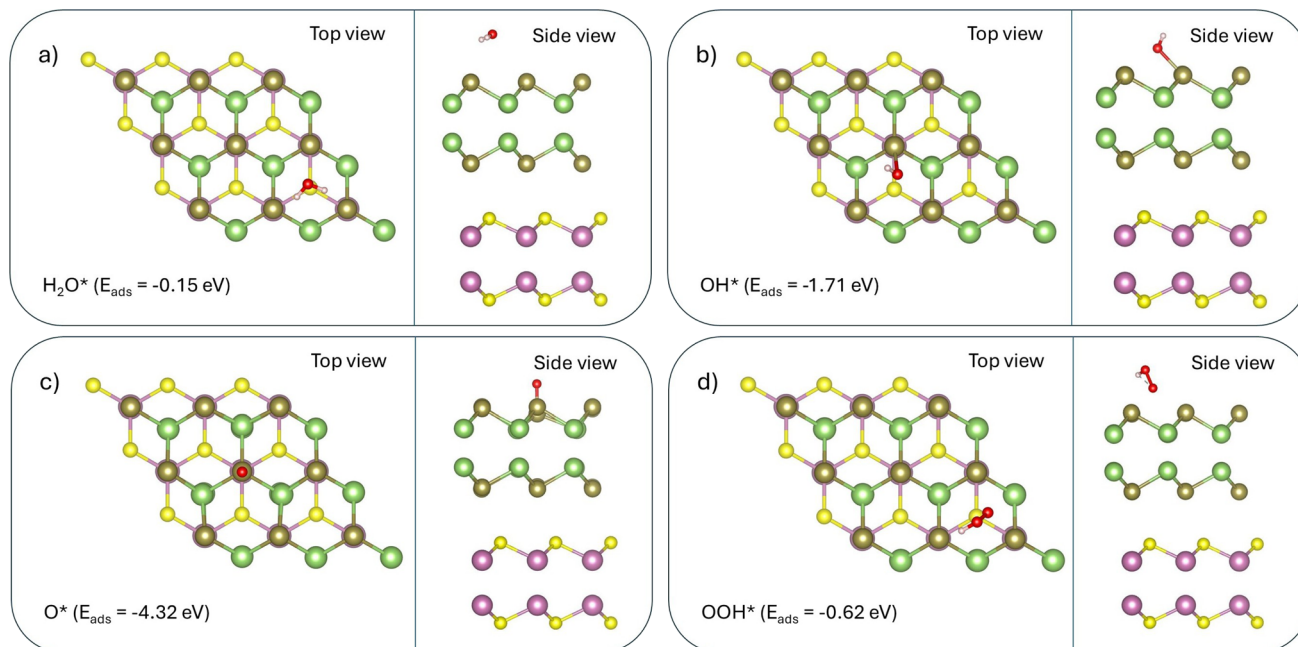 a) Top view Side view
H₂O* (Eads = -0.15 eV)
b) Top view Side view
OH* (Eads = -1.71 eV)
c) Top view Side view
O* (Eads = -4.32 eV)
d) Top view Side view
OOH* (Eads = -0.62 eV)